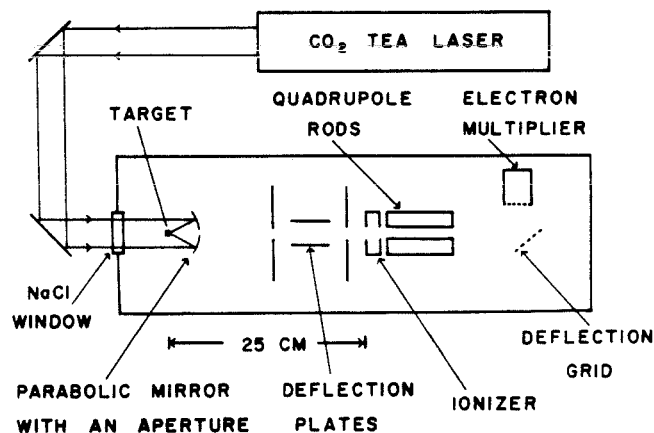 CO2 TEA LASER
TARGET
QUADRUPOLE
RODS
ELECTRON
MULTIPLIER
NaCl
WINDOW
25 CM
PARABOLIC MIRROR
WITH AN APERTURE
DEFLECTION
PLATES
IONIZER
DEFLECTION
GRID